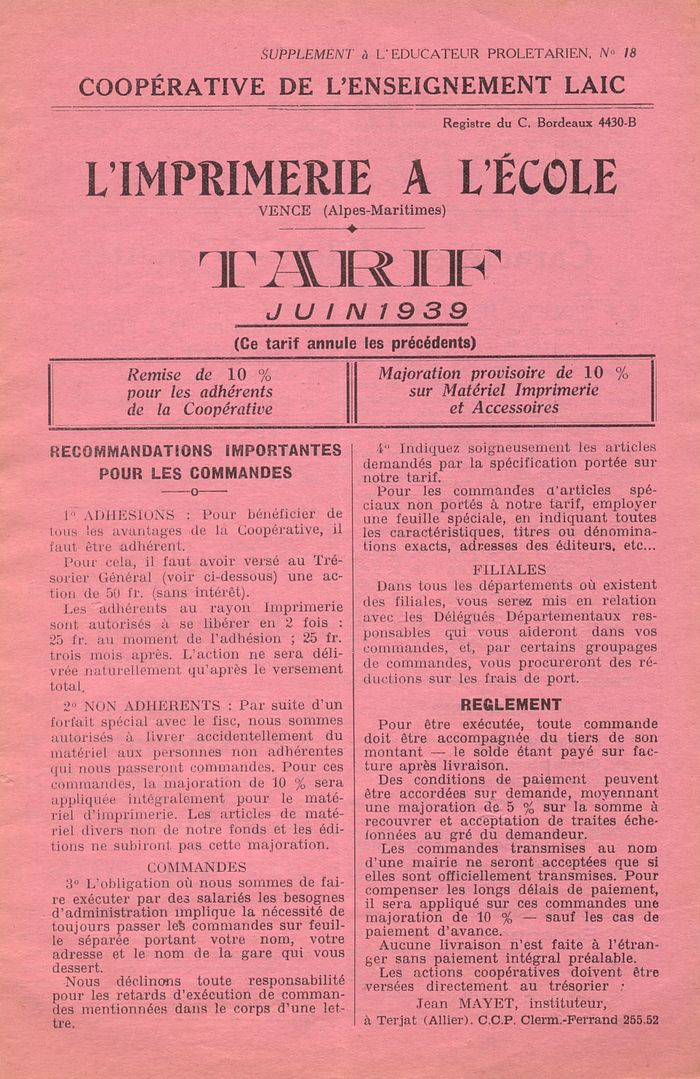 SUPPLEMENT à L'EDUCATEUR PROLETARIEN, No 18
COOPÉRATIVE DE L'ENSEIGNEMENT LAIC
Registre du C. Bordeaux 4430-B
L'IMPRIMERIE A L'ÉCOLE
VENCE (Alpes-Maritimes)
TARIF
JUIN 1939
(Ce tarif annule les précédents)
Remise de 10 %
pour les adhérents
de la Coopérative
Majoration provisoire de 10 %
sur Matériel Imprimerie
et Accessoires
RECOMMANDATIONS IMPORTANTES
POUR LES COMMANDES
1° ADHESIONS : Pour bénéficier de
tous les avantages de la Coopérative, il
faut être adhérent.
Pour cela, il faut avoir versé au Tré-
sorier Général (voir ci-dessous) une ac-
tion de 50 fr. (sans intérêt).
Les adhérents au rayon Imprimerie
sont autorisés à se libérer en 2 fois :
25 fr. au moment de l'adhésion ; 25 fr.
trois mois après. L'action ne sera déli-
vrée naturellement qu'après le versement
total.
2° NON ADHERENTS : Par suite d'un
forfait spécial avec le fisc, nous sommes
autorisés à livrer accidentellement du
matériel aux personnes non adhérentes
qui nous passeront commandes. Pour ces
commandes, la majoration de 10 % sera
appliquée intégralement pour le maté-
riel d'imprimerie. Les articles de maté-
riel divers non de notre fonds et les édi-
tions ne subiront pas cette majoration.
COMMANDES
3° L'obligation où nous sommes de fai-
re exécuter par des salariés les besognes
d'administration implique la nécessité de
toujours passer les commandes sur feuil-
le séparée portant votre nom, votre
adresse et le nom de la gare qui vous
dessert.
Nous déclinons toute responsabilité
pour les retards d'exécution de comman-
des mentionnées dans le corps d'une let-
tre.
4° Indiquez soigneusement les articles
demandés par la spécification portée sur
notre tarif.
Pour les commandes d'articles spé-
ciaux non portés à notre tarif, employer
une feuille spéciale, en indiquant toutes
les caractéristiques, titres ou dénomina-
tions exacts, adresses des éditeurs, etc...
FILIALES
Dans tous les départements où existent
des filiales, vous serez mis en relation
avec les Délégués Départementaux res-
ponsables qui vous aideront dans vos
commandes, et, par certains groupages
de commandes, vous procureront des ré-
ductions sur les frais de port.
REGLEMENT
Pour être exécutée, toute commande
doit être accompagnée du tiers de son
montant — le solde étant payé sur fac-
ture après livraison.
Des conditions de paiement peuvent
être accordées sur demande, moyennant
une majoration de 5 % sur la somme à
recouvrer et acceptation de traites éche-
lonnées au gré du demandeur.
Les commandes transmises au nom
d'une mairie ne seront acceptées que si
elles sont officiellement transmises. Pour
compenser les longs délais de paiement,
il sera appliqué sur ces commandes une
majoration de 10 % — sauf les cas de
paiement d'avance.
Aucune livraison n'est faite à l'étran-
ger sans paiement intégral préalable.
Les actions coopératives doivent être
versées directement au trésorier :
Jean MAYET, instituteur,
à Terjat (Allier). C.C.P. Clerm.-Ferrand 255.52